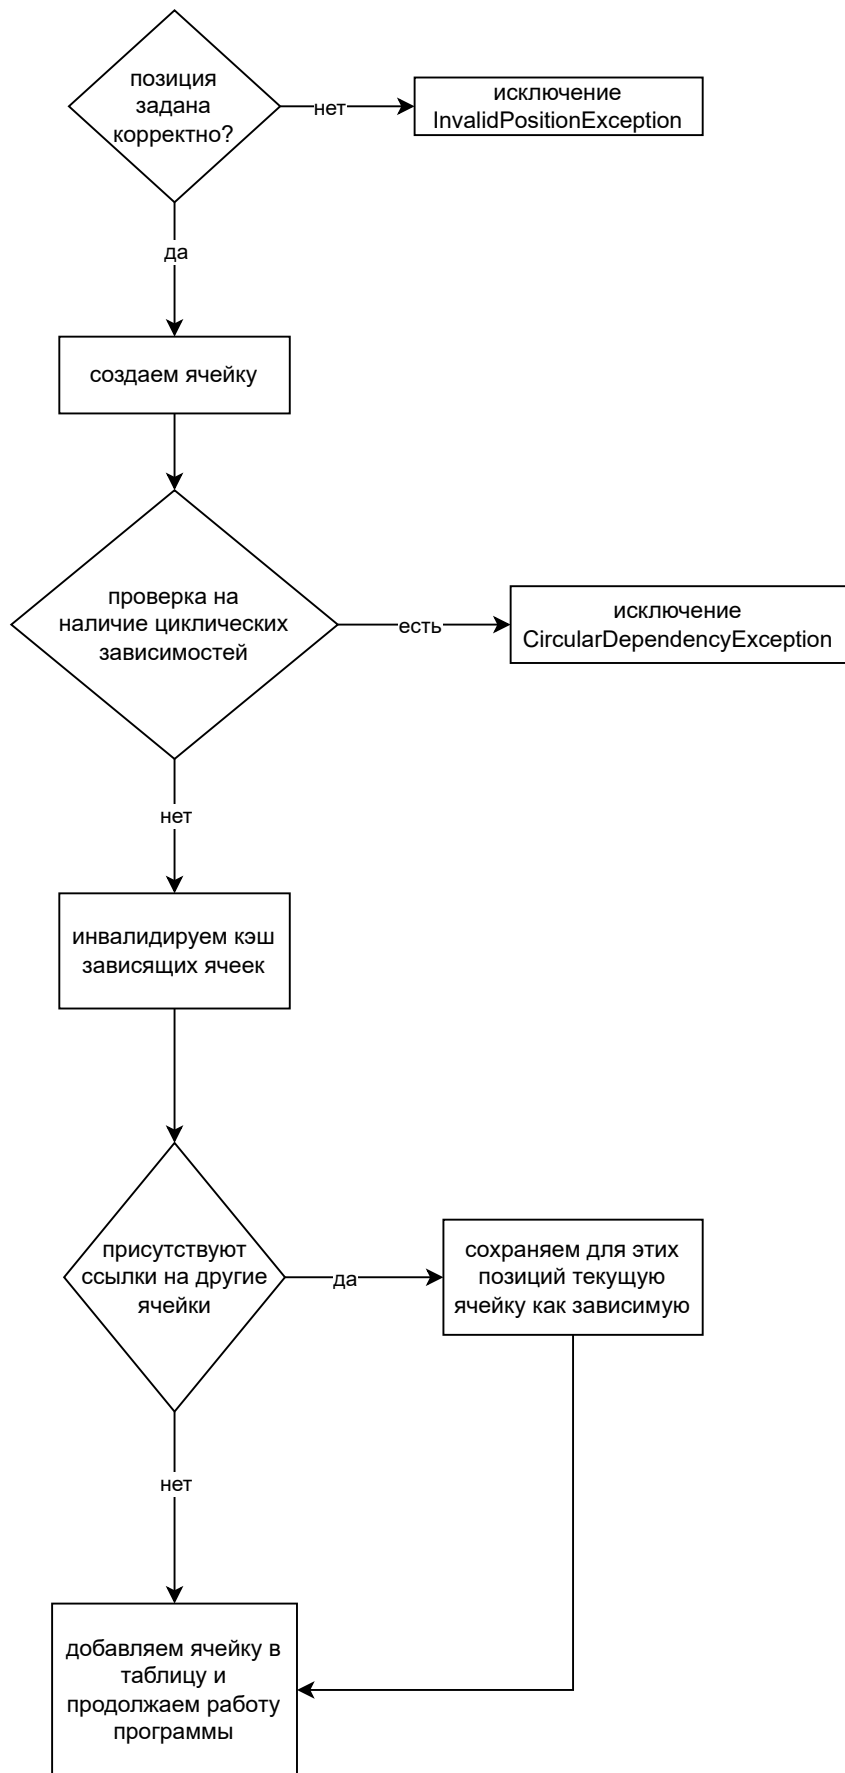 позиция
задана
корректно?
нет
исключение
InvalidPositionException
да
создаем ячейку
проверка на
наличие циклических
зависимостей
есть
исключение
CircularDependencyException
нет
инвалидируем кэш
зависящих ячеек
присутствуют
ссылки на другие
ячейки
да
сохраняем для этих
позиций текущую
ячейку как зависимую
нет
добавляем ячейку в
таблицу и
продолжаем работу
программы